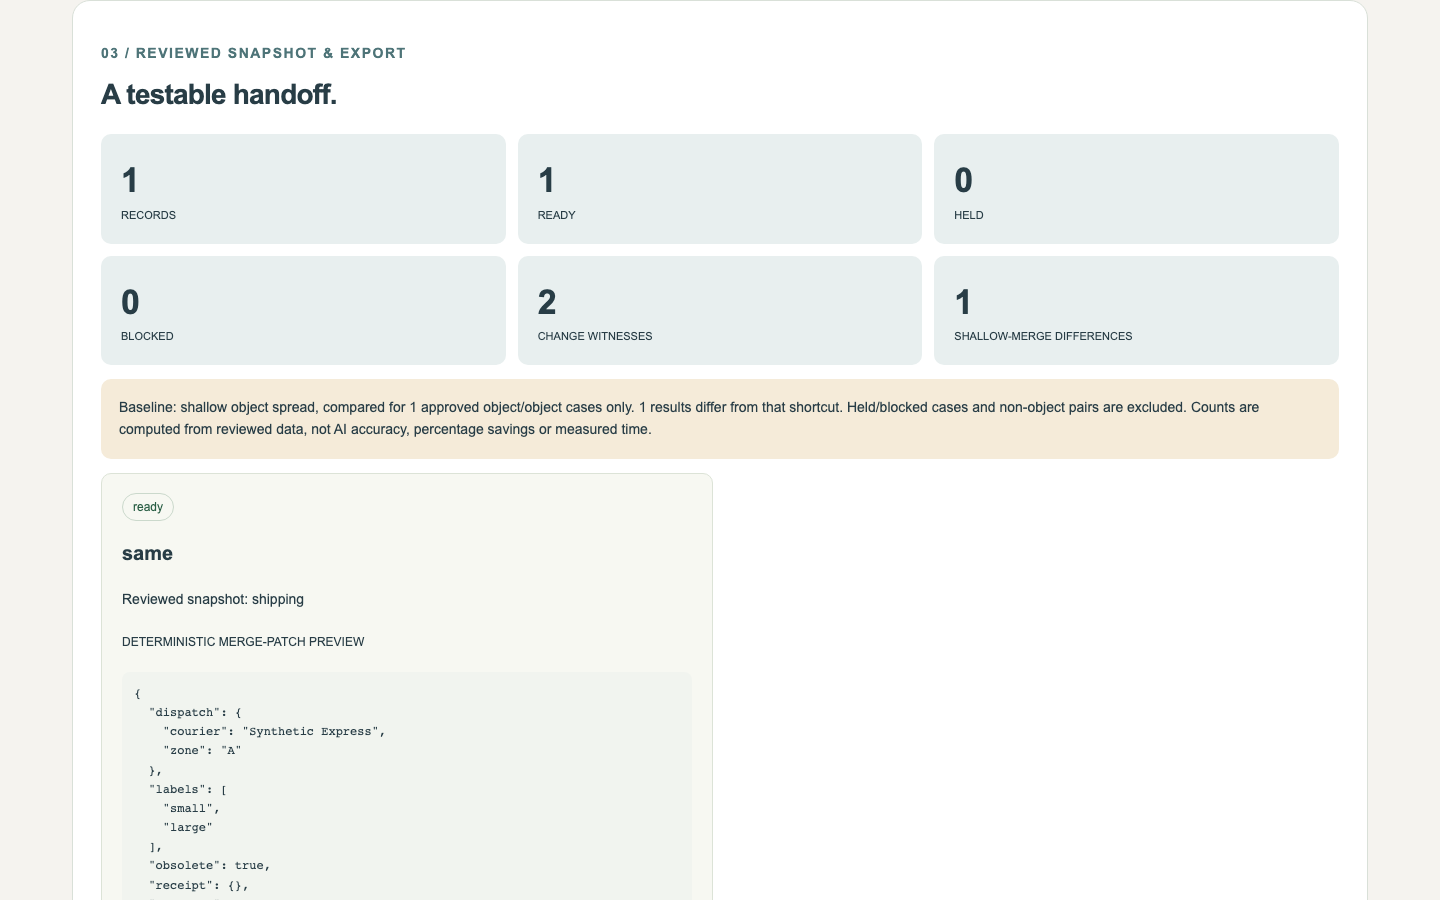 03 / REVIEWED SNAPSHOT & EXPORT
A testable handoff.
1
RECORDS
1
READY
0
HELD
0
BLOCKED
2
CHANGE WITNESSES
1
SHALLOW-MERGE DIFFERENCES
Baseline: shallow object spread, compared for 1 approved object/object cases only. 1 results differ from that shortcut. Held/blocked cases and non-object pairs are excluded. Counts are
computed from reviewed data, not AI accuracy, percentage savings or measured time.
ready
same
Reviewed snapshot: shipping
DETERMINISTIC MERGE-PATCH PREVIEW
{
  "dispatch": {
    "courier": "Synthetic Express",
    "zone": "A"
  },
  "labels": [
    "small",
    "large"
  ],
  "obsolete": true,
  "receipt": {},